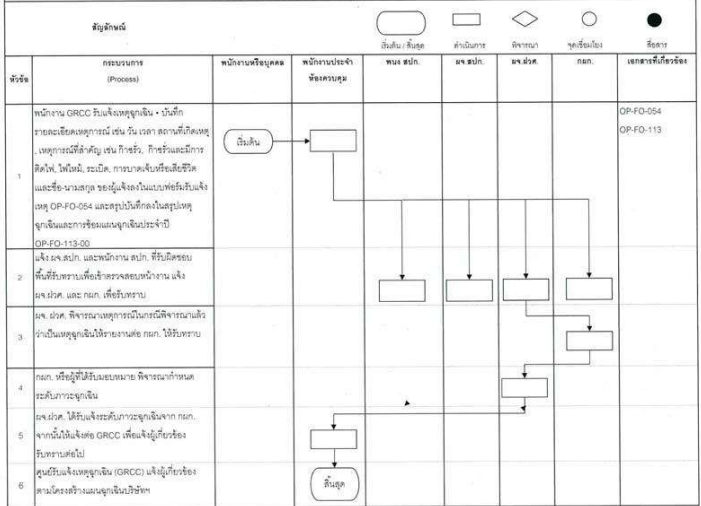 สัญลักษณ์
เริ่มต้น / สิ้นสุด
ดำเนินการ
พิจารณา
จุดเชื่อมโยง
สื่อสาร
หัวข้อ
กระบวนการ
(Process)
พนักงานหรือบุคคล
พนักงานประจำ
ห้องควบคุม
พนง สปก.
ผจ.สปก.
ผจ.ฝวศ.
กผก.
เอกสารที่เกี่ยวข้อง
1
พนักงาน GRCC รับแจ้งเหตุฉุกเฉิน • บันทึก
รายละเอียดเหตุการณ์ เช่น วัน เวลา สถานที่เกิดเหตุ
, เหตุการณ์ที่สำคัญ เช่น ก๊าซรั่ว, ก๊าซรั่วและมีการ
ติดไฟ, ไฟไหม้, ระเบิด, การบาดเจ็บหรือเสียชีวิต
และชื่อ-นามสกุล ของผู้แจ้งลงในแบบฟอร์มรับแจ้ง
เหตุ OP-FO-054 และสรุปบันทึกลงในสรุปเหตุ
ฉุกเฉินและการซ้อมแผนฉุกเฉินประจำปี
OP-FO-113-00
เริ่มต้น
OP-FO-054
OP-FO-113
2
แจ้ง ผจ.สปก. และพนักงาน สปก. ที่รับผิดชอบ
พื้นที่รับทราบเพื่อเข้าตรวจสอบหน้างาน แจ้ง
ผจ.ฝวศ. และ กผก. เพื่อรับทราบ
3
ผจ. ฝวศ. พิจารณาเหตุการณ์ในกรณีพิจารณาแล้ว
ว่าเป็นเหตุฉุกเฉินให้รายงานต่อ กผก. ให้รับทราบ
4
กผก. หรือผู้ที่ได้รับมอบหมาย พิจารณากำหนด
ระดับภาวะฉุกเฉิน
5
ผจ.ฝวศ. ได้รับแจ้งระดับภาวะฉุกเฉินจาก กผก.
จากนั้นให้แจ้งต่อ GRCC เพื่อแจ้งผู้เกี่ยวข้อง
รับทราบต่อไป
6
ศูนย์รับแจ้งเหตุฉุกเฉิน (GRCC) แจ้งผู้เกี่ยวข้อง
ตามโครงสร้างแผนฉุกเฉินบริษัทฯ
สิ้นสุด